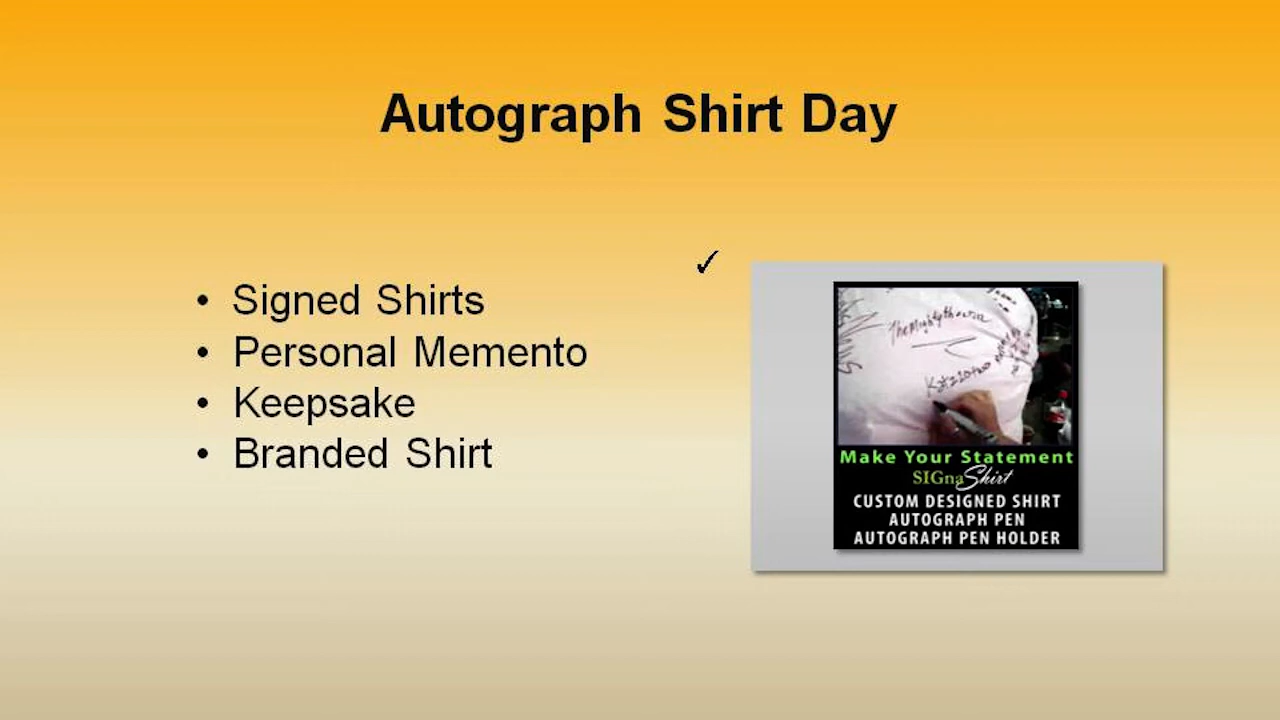 Autograph Shirt Day
✓
• Signed Shirts
• Personal Memento
• Keepsake
• Branded Shirt
Make Your Statement
SIGnaShirt
CUSTOM DESIGNED SHIRT
AUTOGRAPH PEN
AUTOGRAPH PEN HOLDER